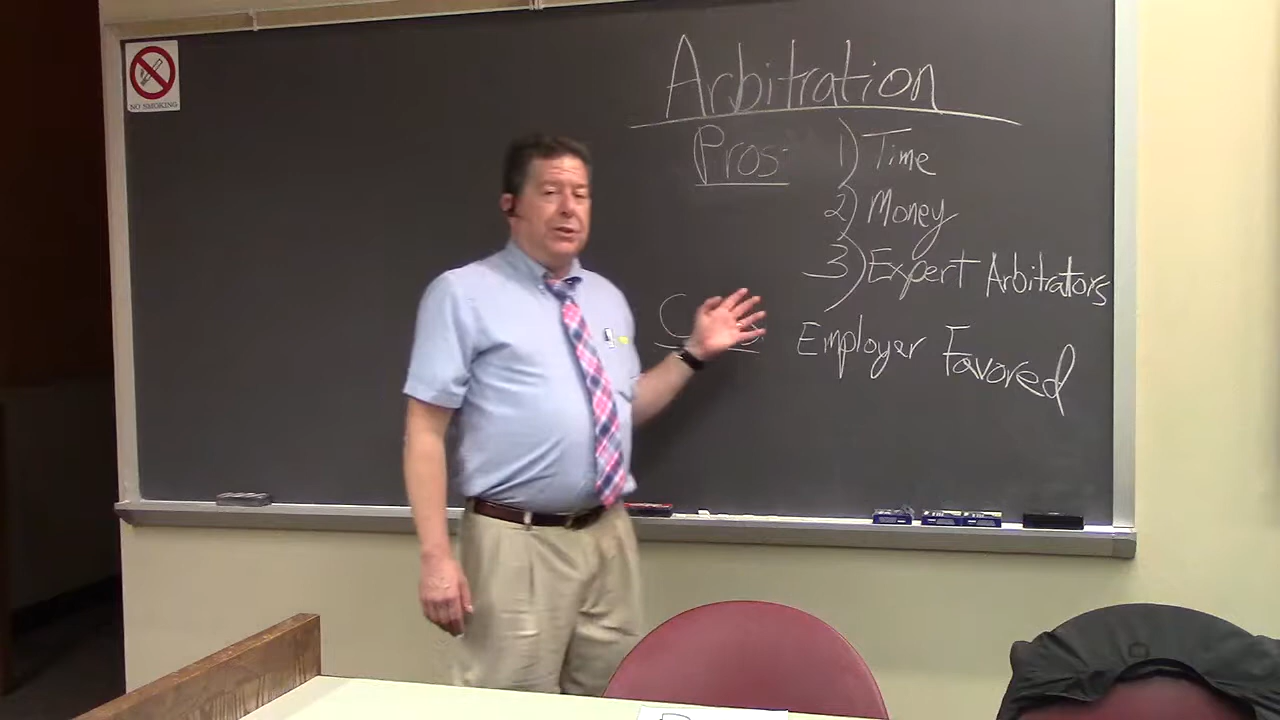 NO SMOKING
Arbitration
Pros: 1) Time
2) Money
3) Expert Arbitrators
Employer Favored